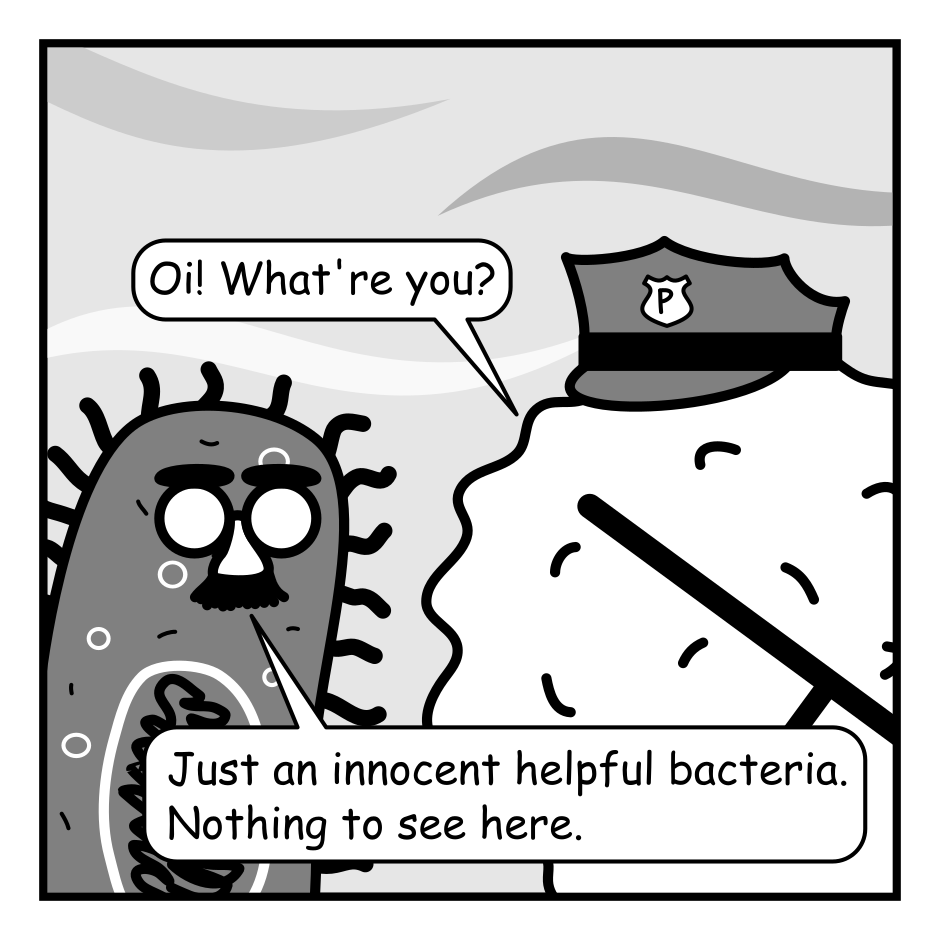 Oi! What're you?
P
Just an innocent helpful bacteria.
Nothing to see here.